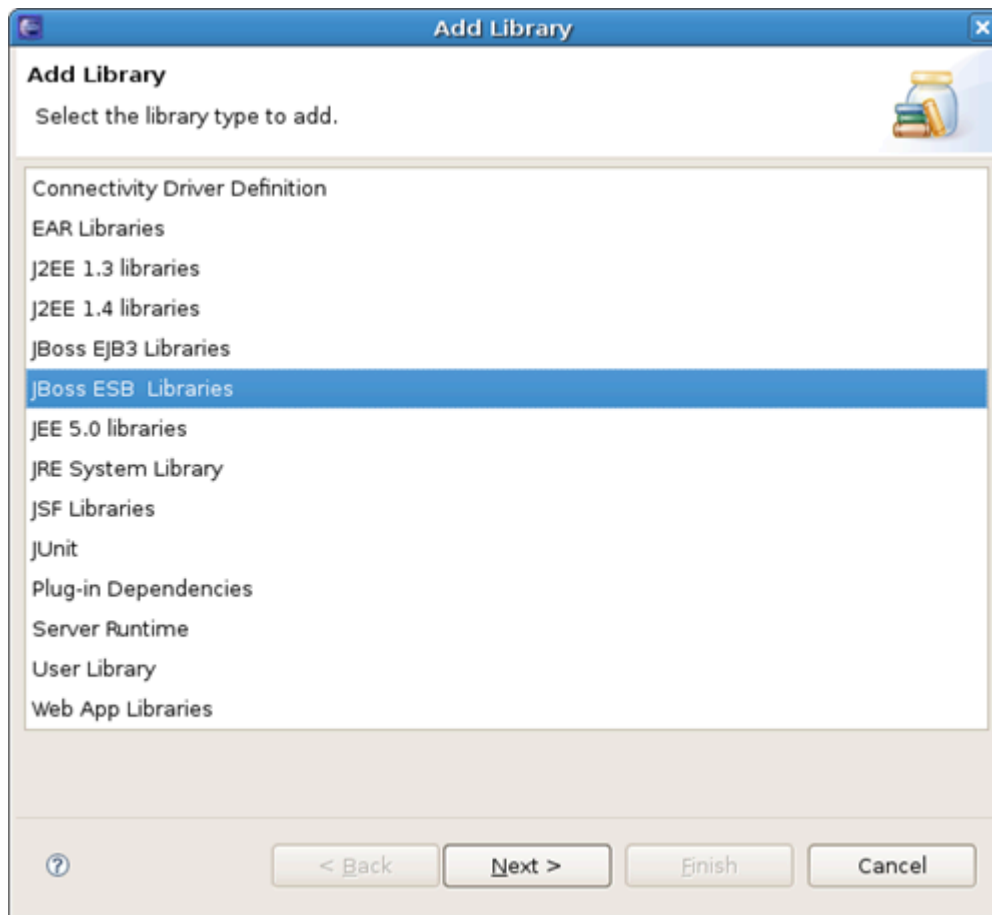 Add Library
Add Library
Select the library type to add.
Connectivity Driver Definition
EAR Libraries
J2EE 1.3 libraries
J2EE 1.4 libraries
JBoss EJB3 Libraries
JBoss ESB  Libraries
JEE 5.0 libraries
JRE System Library
JSF Libraries
JUnit
Plug-in Dependencies
Server Runtime
User Library
Web App Libraries
? < Back Next > Finish Cancel